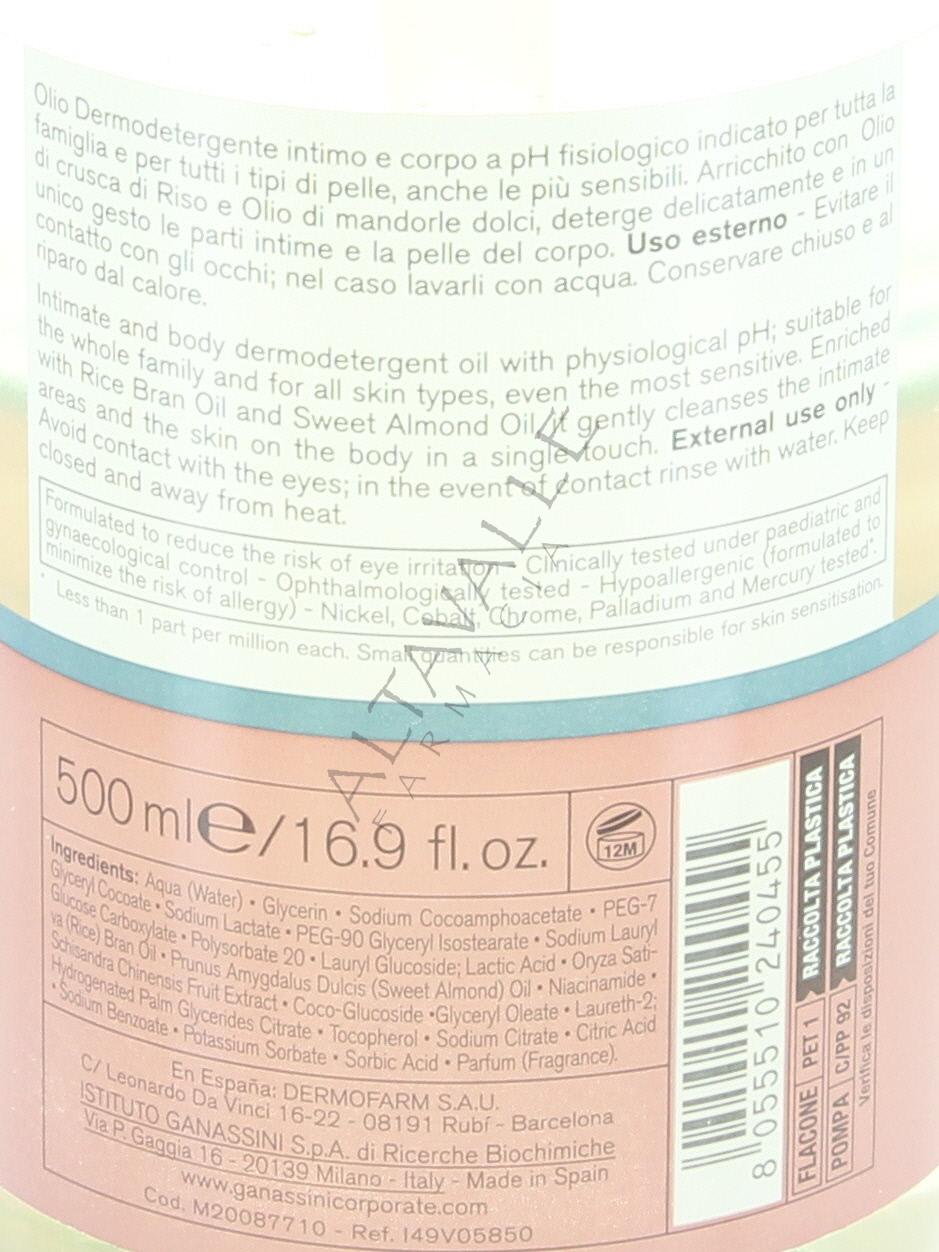 Olio Dermodetergente intimo e corpo a pH fisiologico indicato per tutta la
famiglia e per tutti i tipi di pelle, anche le più sensibili. Arricchito con Olio
di crusca di Riso e Olio di mandorle dolci, deterge delicatamente e in un
unico gesto le parti intime e la pelle del corpo. Uso esterno - Evitare il
contatto con gli occhi; nel caso lavarli con acqua. Conservare chiuso e al
riparo dal calore.
Intimate and body dermodetergent oil with physiological pH; suitable for
the whole family and for all skin types, even the most sensitive. Enriched
with Rice Bran Oil and Sweet Almond Oil, it gently cleanses the intimate
areas and the skin on the body in a single touch. External use only -
Avoid contact with the eyes; in the event of contact rinse with water. Keep
closed and away from heat.
Formulated to reduce the risk of eye irritation - Clinically tested under paediatric and
gynaecological control - Ophthalmologically tested - Hypoallergenic (formulated to
minimize the risk of allergy) - Nickel, Cobalt, Chrome, Palladium and Mercury tested*.
* Less than 1 part per million each. Small quantities can be responsible for skin sensitisation.
ALTAVALLE
FARMACIA
500 ml e/16.9 fl. oz.
12M
Ingredients: Aqua (Water) • Glycerin • Sodium Cocoamphoacetate • PEG-7
Glyceryl Cocoate • Sodium Lactate • PEG-90 Glyceryl Isostearate • Sodium Lauryl
Glucose Carboxylate • Polysorbate 20 • Lauryl Glucoside; Lactic Acid • Oryza Sati-
va (Rice) Bran Oil • Prunus Amygdalus Dulcis (Sweet Almond) Oil • Niacinamide •
Schisandra Chinensis Fruit Extract • Coco-Glucoside •Glyceryl Oleate • Laureth-2;
Hydrogenated Palm Glycerides Citrate • Tocopherol • Sodium Citrate • Citric Acid
• Sodium Benzoate • Potassium Sorbate • Sorbic Acid • Parfum (Fragrance).
En España: DERMOFARM S.A.U.
C/ Leonardo Da Vinci 16-22 - 08191 Rubí - Barcelona
ISTITUTO GANASSINI S.p.A. di Ricerche Biochimiche
Via P. Gaggia 16 - 20139 Milano - Italy - Made in Spain
www.ganassinicorporate.com
Cod. M20087710 - Ref. I49V05850
8 055510 240455
FLACONE PET 1 RACCOLTA PLASTICA
POMPA C/PP 92 RACCOLTA PLASTICA
Verifica le disposizioni del tuo Comune